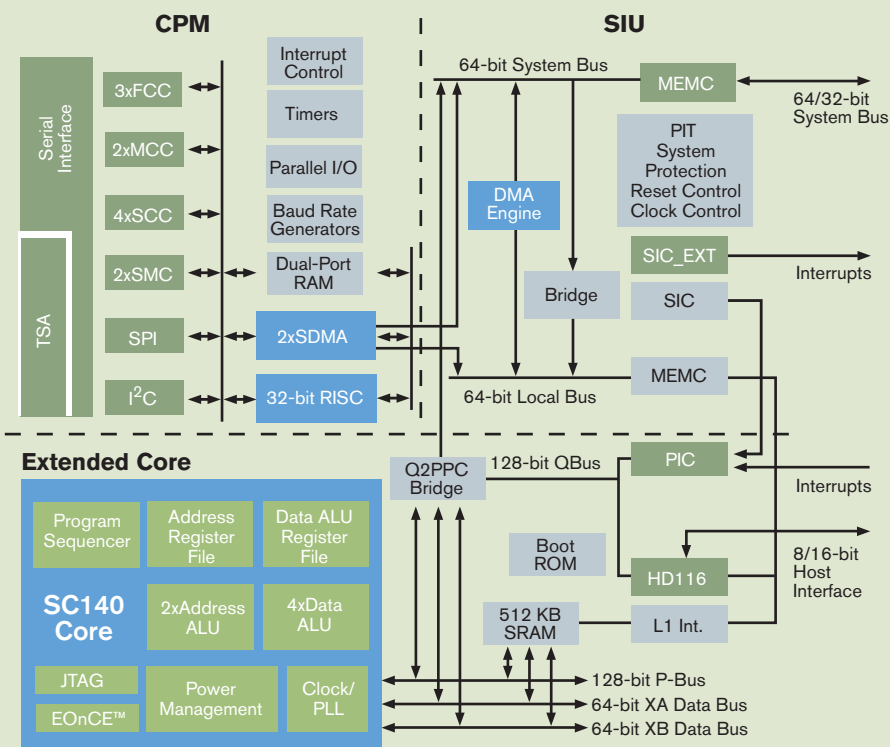 CPM
SIU
Serial
Interface
TSA
3xFCC
2xMCC
4xSCC
2xSMC
SPI
I²C
Interrupt
Control
Timers
Parallel I/O
Baud Rate
Generators
Dual-Port
RAM
2xSDMA
32-bit RISC
64-bit System Bus
MEMC
64/32-bit
System Bus
PIT
System
Protection
Reset Control
Clock Control
DMA
Engine
SIC_EXT
Interrupts
Bridge
SIC
MEMC
64-bit Local Bus
Extended Core
Program
Sequencer
Address
Register
File
Data ALU
Register
File
SC140
Core
2xAddress
ALU
4xData
ALU
JTAG
EOnCE™
Power
Management
Clock/
PLL
Q2PPC
Bridge
128-bit QBus
PIC
Interrupts
Boot
ROM
HD116
8/16-bit
Host
Interface
512 KB
SRAM
L1 Int.
128-bit P-Bus
64-bit XA Data Bus
64-bit XB Data Bus